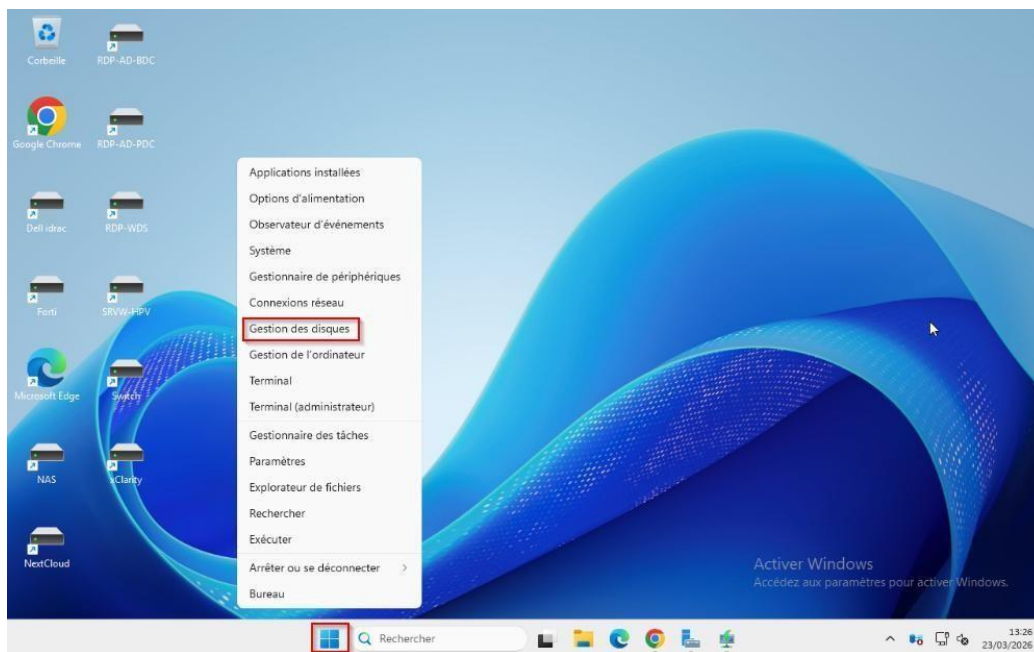 Corbeille
RDP-AD-BDC
Google Chrome
RDP-AD-PDC
Dell idrac
RDP-WDS
Forti
SRVW-HPV
Microsoft Edge
Switch
NAS
xClarity
NextCloud
Applications installées
Options d'alimentation
Observateur d'événements
Système
Gestionnaire de périphériques
Connexions réseau
Gestion des disques
Gestion de l'ordinateur
Terminal
Terminal (administrateur)
Gestionnaire des tâches
Paramètres
Explorateur de fichiers
Rechercher
Exécuter
Arrêter ou se déconnecter
Bureau
Activer Windows
Accédez aux paramètres pour activer Windows.
Rechercher
13:26
23/03/2026